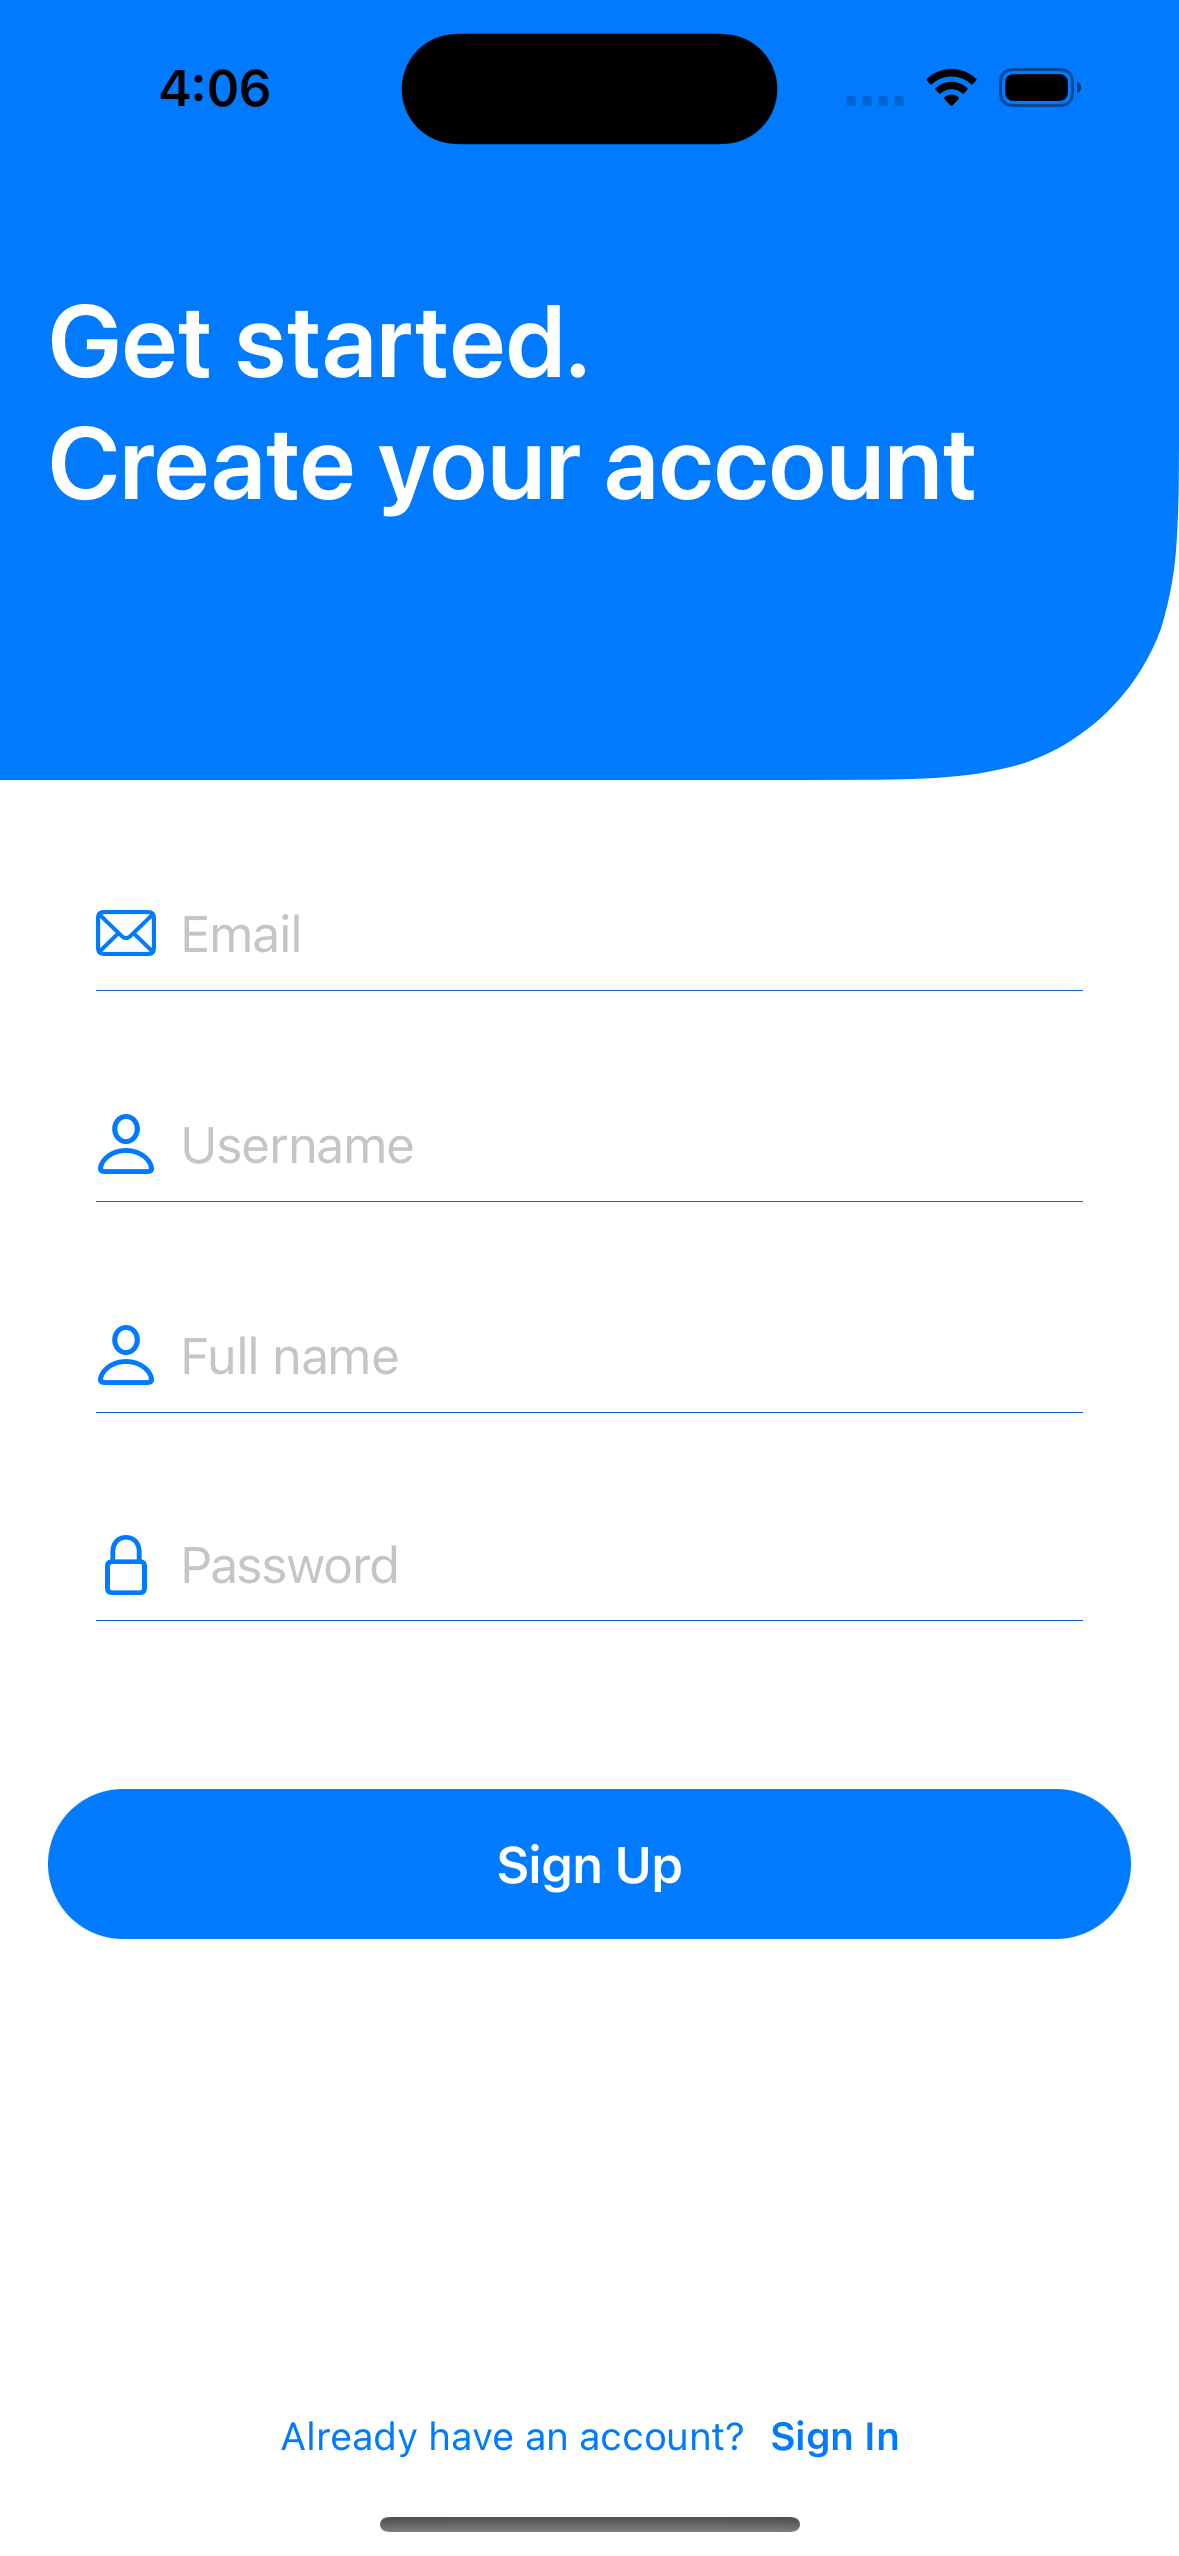 4:06
Get started.
Create your account
Email
Username
Full name
Password
Sign Up
Already have an account? Sign In